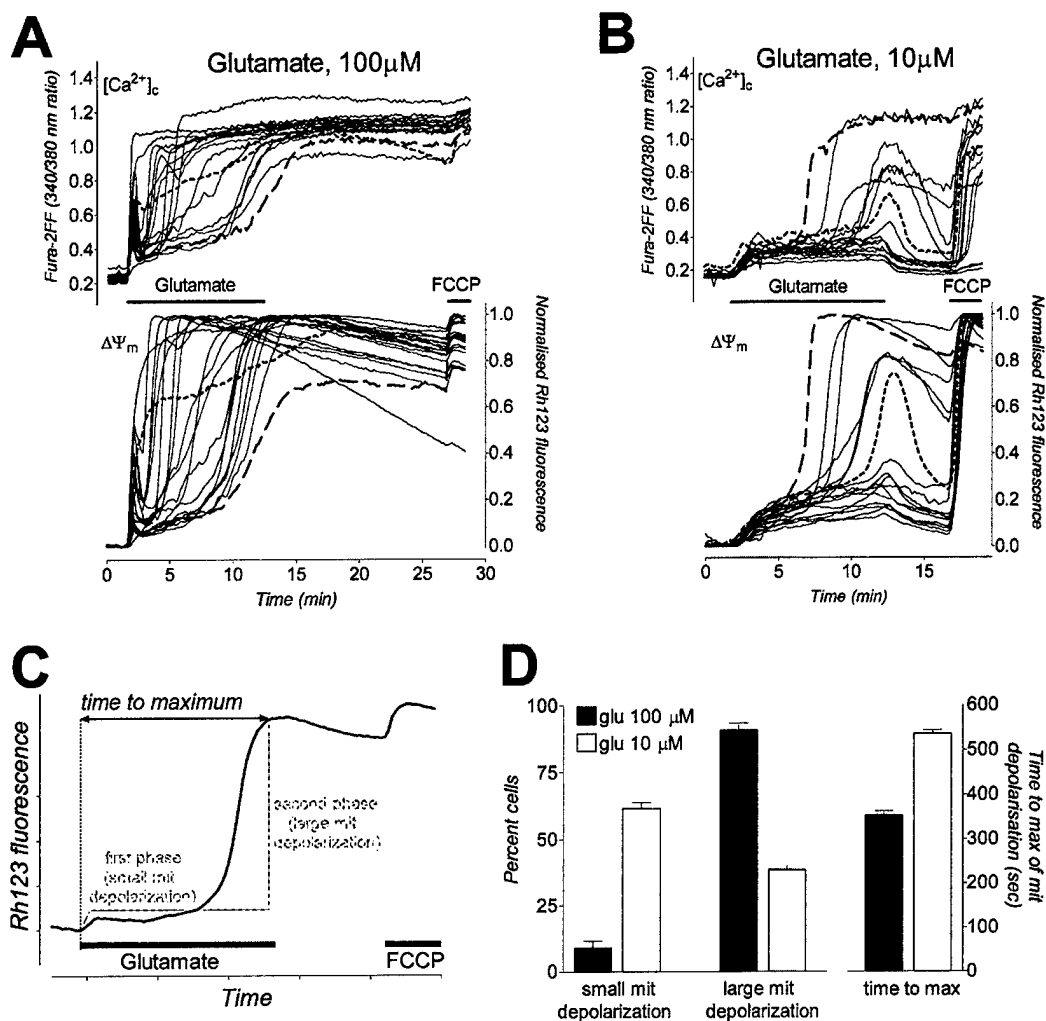 A
Glutamate, 100µM
[Ca²⁺]c
Fura-2FF (340/380 nm ratio)
1.4
1.2
1.0
0.8
0.6
0.4
0.2
Glutamate
FCCP
ΔΨm
Normalised Rh123 fluorescence
1.0
0.8
0.6
0.4
0.2
0.0
0 5 10 15 20 25 30
Time (min)
B
Glutamate, 10µM
[Ca²⁺]c
Fura-2FF (340/380 nm ratio)
1.4
1.2
1.0
0.8
0.6
0.4
0.2
Glutamate
FCCP
ΔΨm
Normalised Rh123 fluorescence
1.0
0.8
0.6
0.4
0.2
0.0
0 5 10 15
Time (min)
C
time to maximum
Rh123 fluorescence
first phase
(small mit
depolarization)
second phase
(large mit
depolarization)
Glutamate
FCCP
Time
D
glu 100 µM
glu 10 µM
Percent cells
100
75
50
25
0
600
500
400
300
200
100
0
Time to max of mit
depolarisation (sec)
small mit
depolarization
large mit
depolarization
time to max